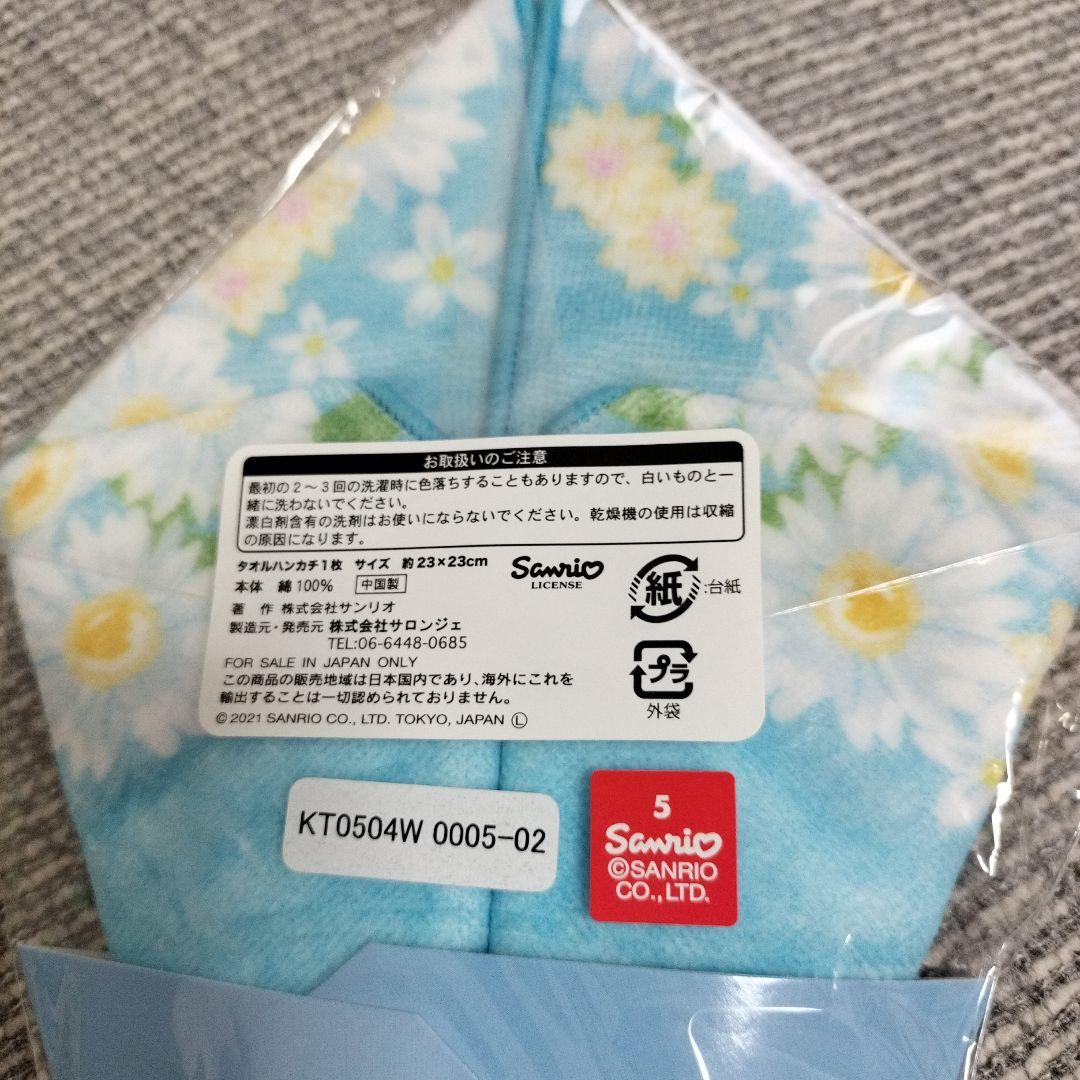 お取扱いのご注意
最初の2～3回の洗濯時に色落ちすることもありますので、白いものと一
緒に洗わないでください。
漂白剤含有の洗剤はお使いにならないでください。乾燥機の使用は収縮
の原因になります。
タオルハンカチ1枚 サイズ 約23×23cm
本体 綿100% 中国製
著 作 株式会社サンリオ
製造元・発売元 株式会社サロンジェ
TEL:06-6448-0685
FOR SALE IN JAPAN ONLY
この商品の販売地域は日本国内であり、海外にこれを
輸出することは一切認められておりません。
© 2021 SANRIO CO., LTD. TOKYO, JAPAN Ⓛ
Sanrio
LICENSE
紙 :台紙
プラ
外袋
KT0504W 0005-02
5
Sanrio
©SANRIO
CO., LTD.